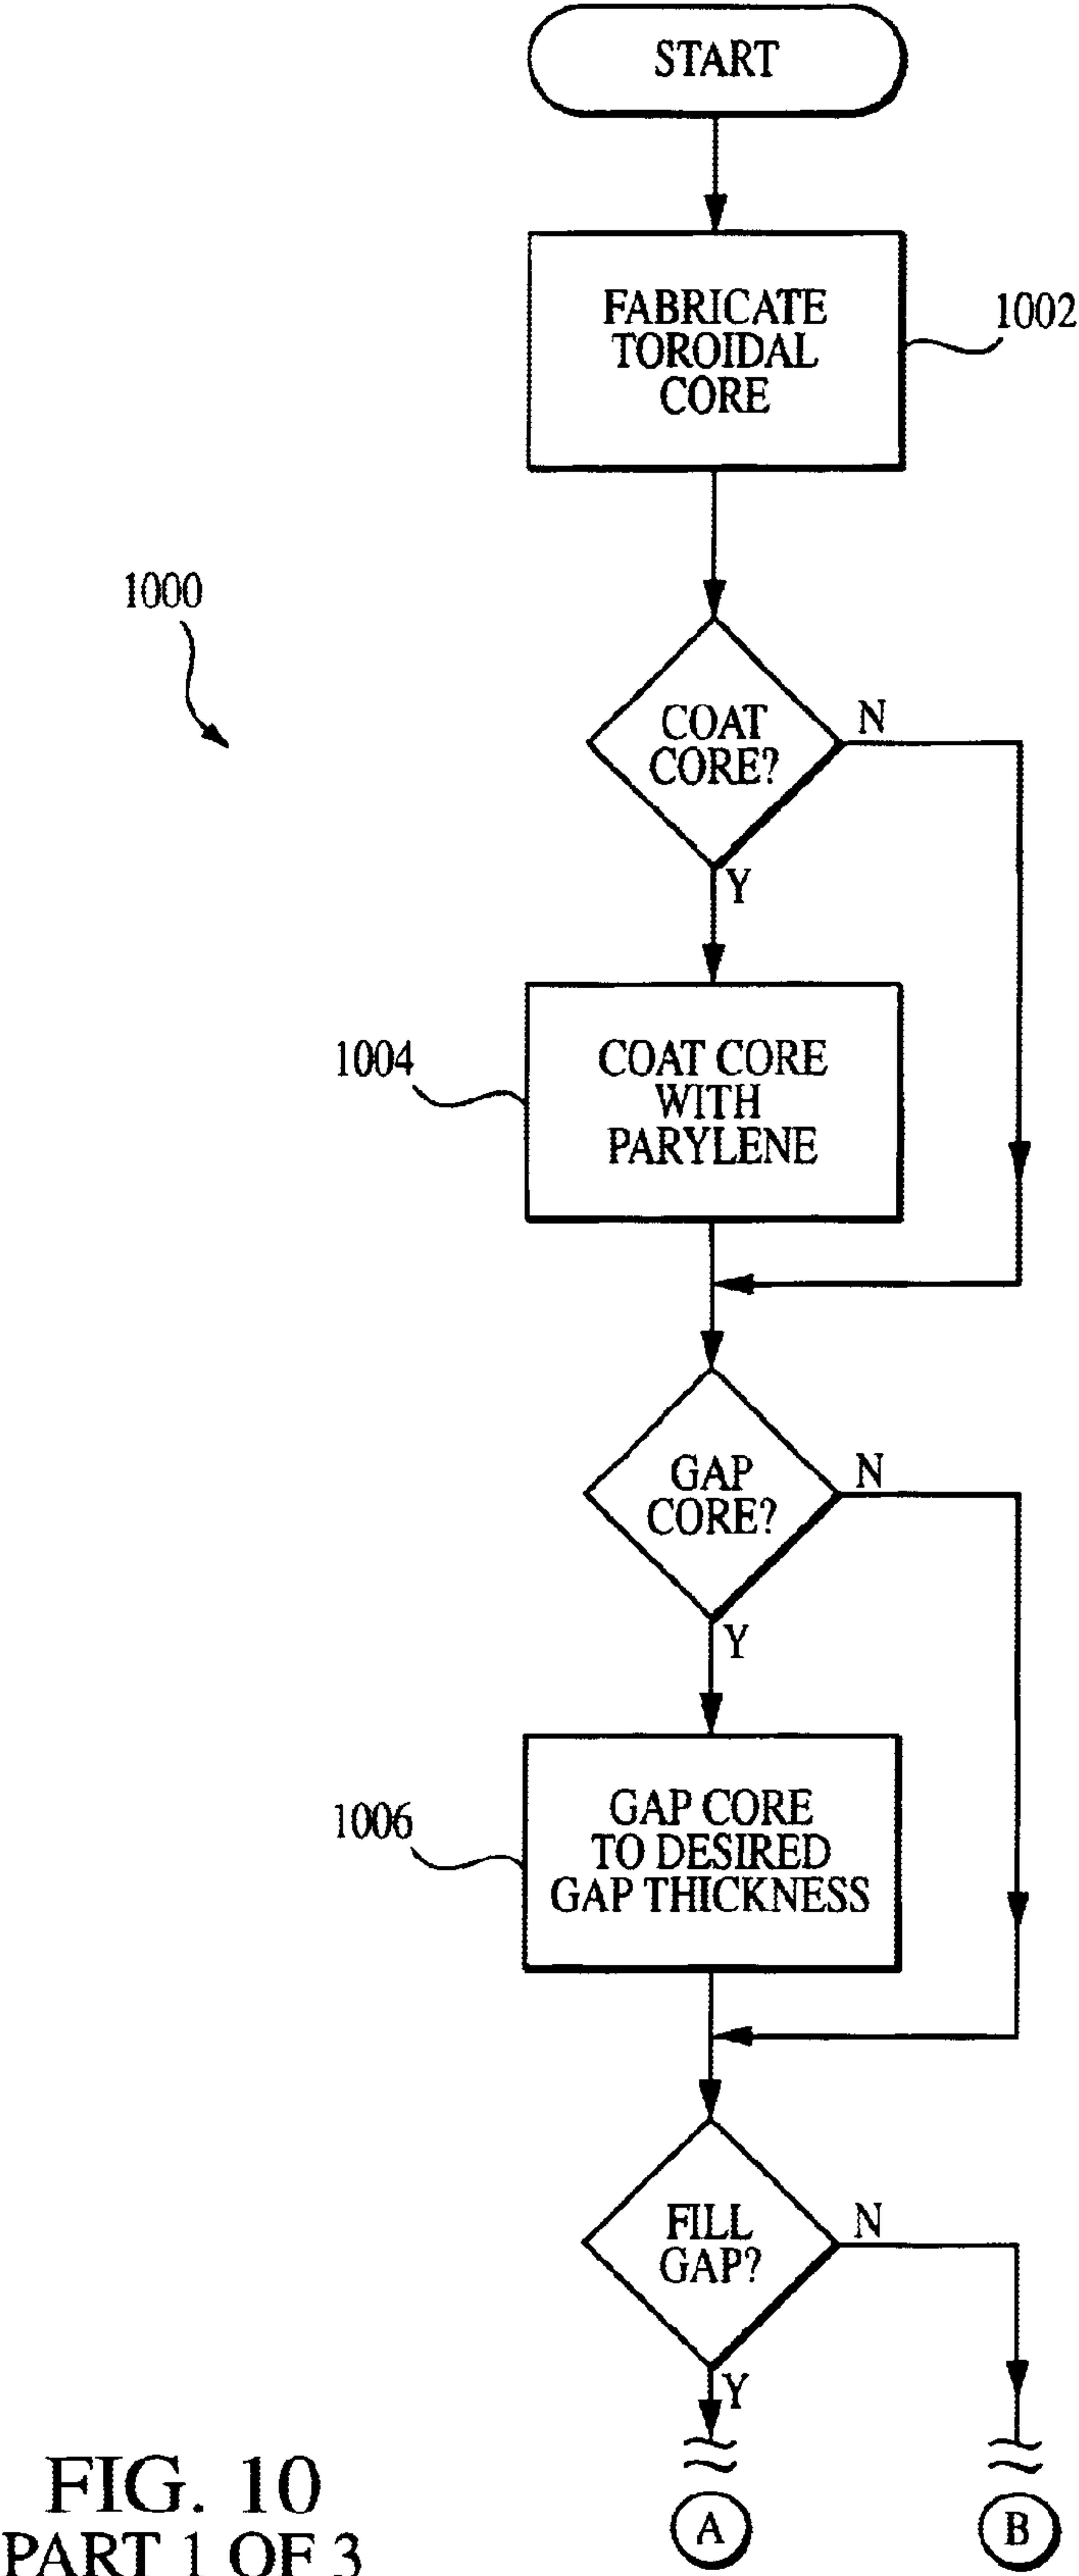 START
FABRICATE
TOROIDAL
CORE
1002
1000
COAT
CORE?
N
Y
1004
COAT CORE
WITH
PARYLENE
GAP
CORE?
N
Y
1006
GAP CORE
TO DESIRED
GAP THICKNESS
FILL
GAP?
N
Y
A
B
FIG. 10
PART 1 OF 3